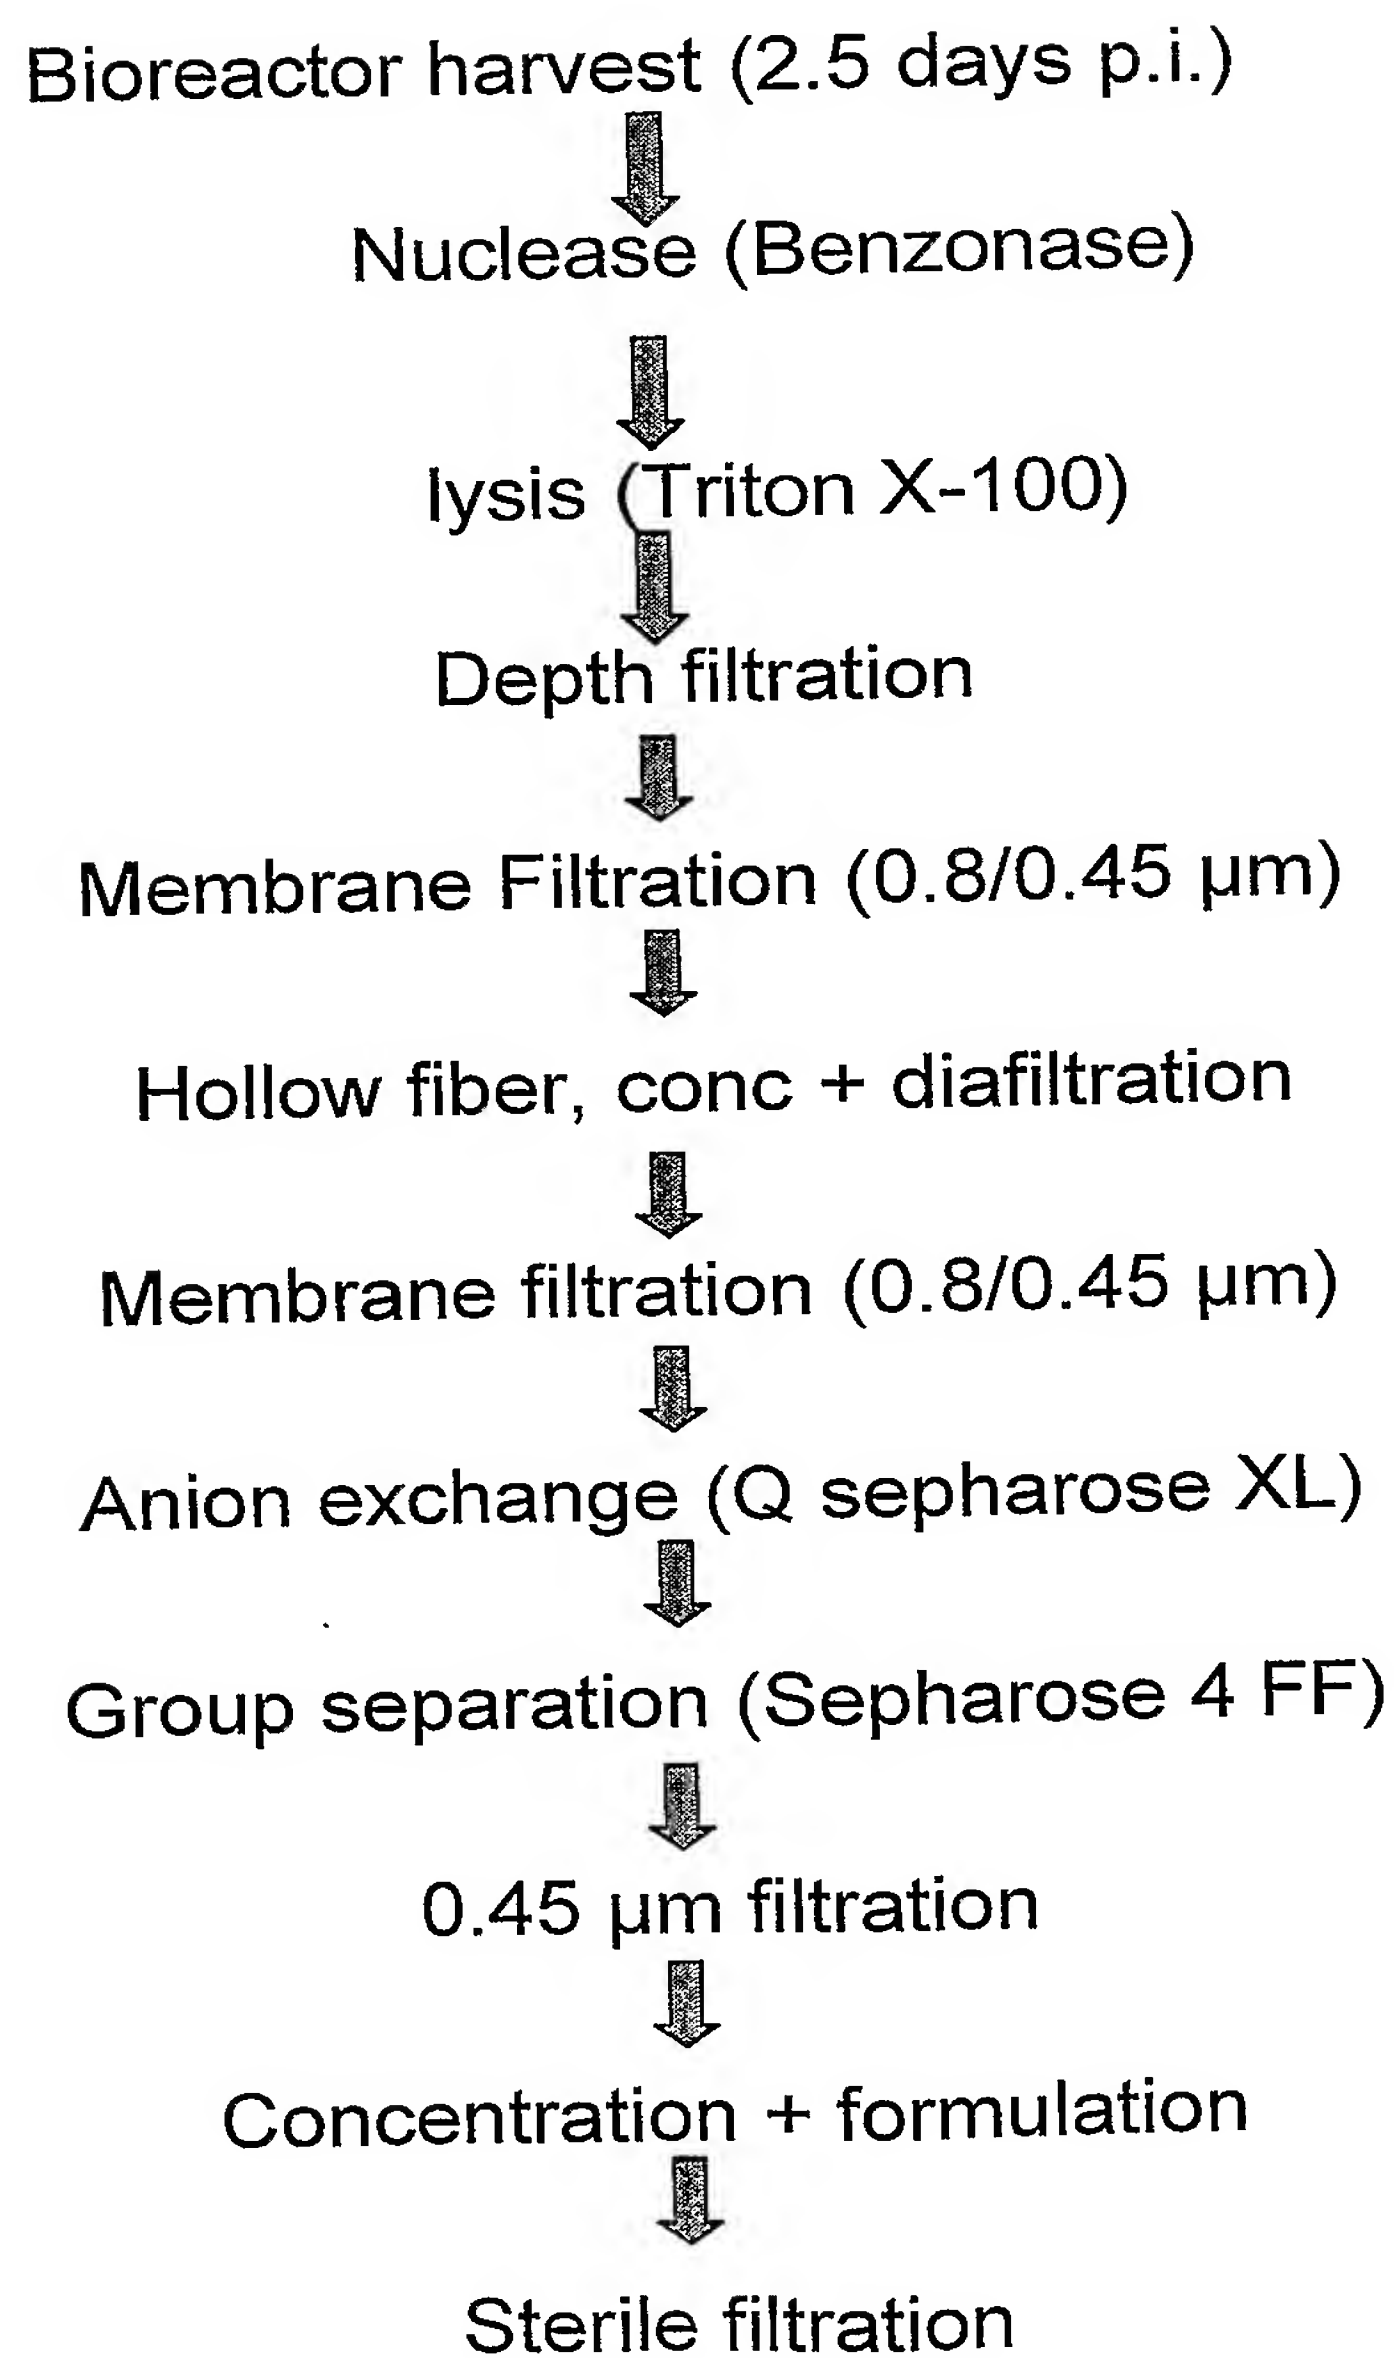 Bioreactor harvest (2.5 days p.i.)
Nuclease (Benzonase)
lysis (Triton X-100)
Depth filtration
Membrane Filtration (0.8/0.45 µm)
Hollow fiber, conc + diafiltration
Membrane filtration (0.8/0.45 µm)
Anion exchange (Q sepharose XL)
Group separation (Sepharose 4 FF)
0.45 µm filtration
Concentration + formulation
Sterile filtration